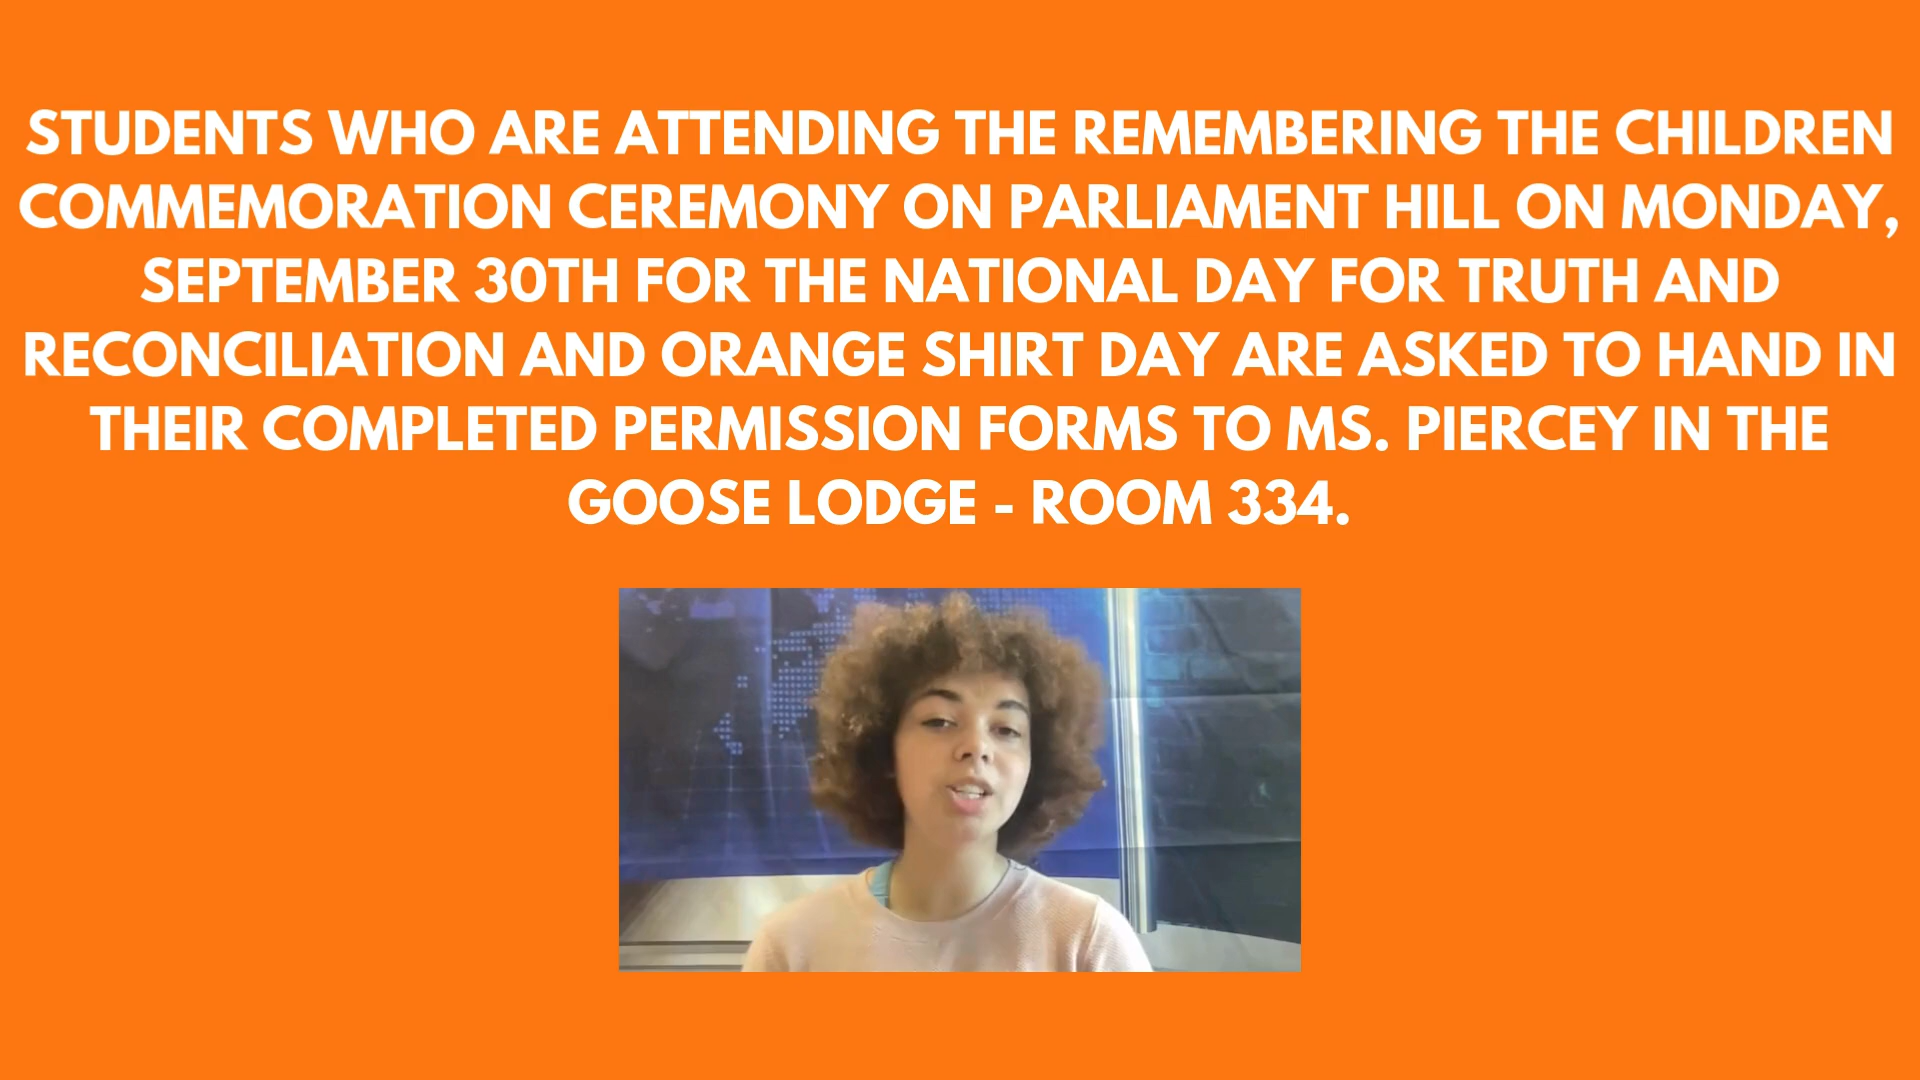 STUDENTS WHO ARE ATTENDING THE REMEMBERING THE CHILDREN
COMMEMORATION CEREMONY ON PARLIAMENT HILL ON MONDAY,
SEPTEMBER 30TH FOR THE NATIONAL DAY FOR TRUTH AND
RECONCILIATION AND ORANGE SHIRT DAY ARE ASKED TO HAND IN
THEIR COMPLETED PERMISSION FORMS TO MS. PIERCEY IN THE
GOOSE LODGE - ROOM 334.